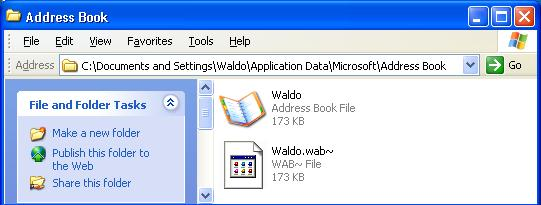 Address Book
File Edit View Favorites Tools Help
Address C:\Documents and Settings\Waldo\Application Data\Microsoft\Address Book Go
File and Folder Tasks
Make a new folder
Publish this folder to
the Web
Share this folder
Waldo
Address Book File
173 KB
Waldo.wab~
WAB~ File
173 KB